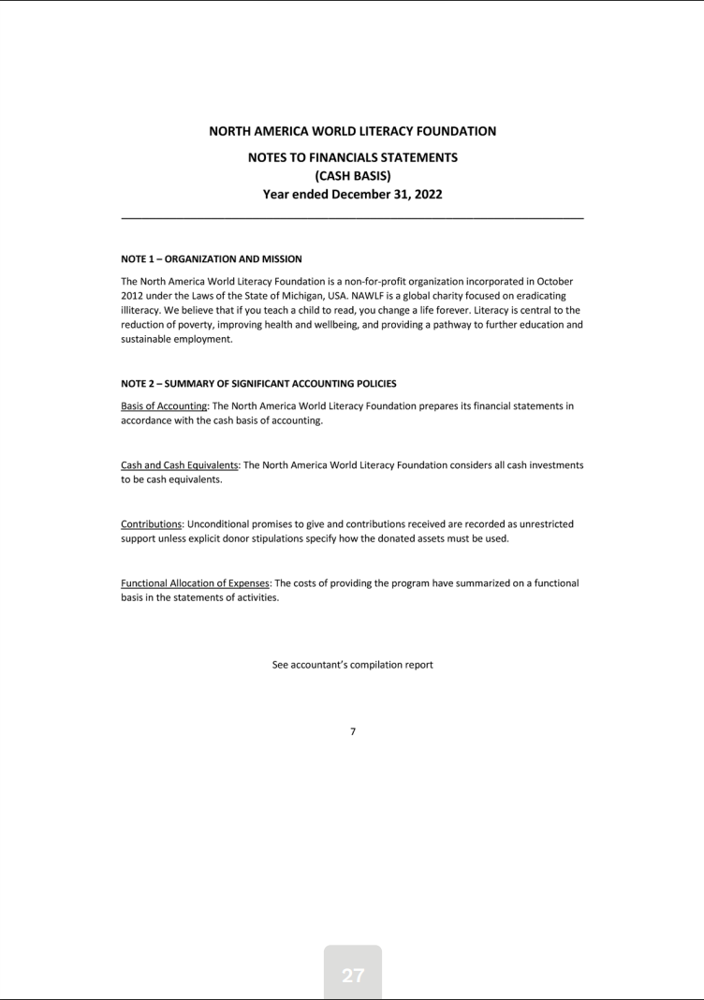 NORTH AMERICA WORLD LITERACY FOUNDATION
NOTES TO FINANCIALS STATEMENTS
(CASH BASIS)
Year ended December 31, 2022
NOTE 1 – ORGANIZATION AND MISSION
The North America World Literacy Foundation is a non-for-profit organization incorporated in October
2012 under the Laws of the State of Michigan, USA. NAWLF is a global charity focused on eradicating
illiteracy. We believe that if you teach a child to read, you change a life forever. Literacy is central to the
reduction of poverty, improving health and wellbeing, and providing a pathway to further education and
sustainable employment.
NOTE 2 – SUMMARY OF SIGNIFICANT ACCOUNTING POLICIES
Basis of Accounting: The North America World Literacy Foundation prepares its financial statements in
accordance with the cash basis of accounting.
Cash and Cash Equivalents: The North America World Literacy Foundation considers all cash investments
to be cash equivalents.
Contributions: Unconditional promises to give and contributions received are recorded as unrestricted
support unless explicit donor stipulations specify how the donated assets must be used.
Functional Allocation of Expenses: The costs of providing the program have summarized on a functional
basis in the statements of activities.
See accountant's compilation report
7
27